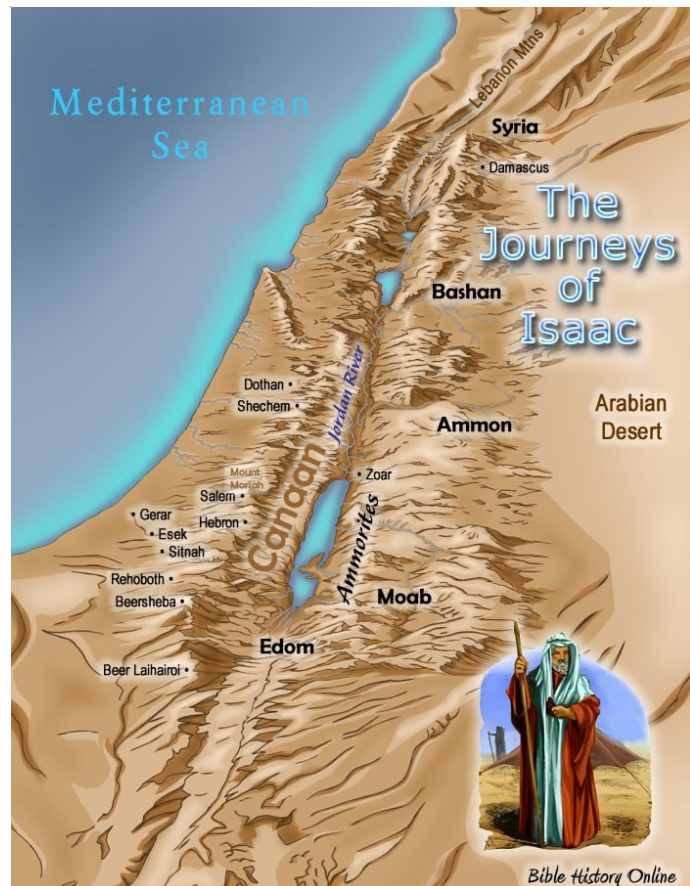 Lebanon Mtns
Mediterranean
Sea
Syria
Damascus
The
Journeys
of
Isaac
Bashan
Jordan River
Dothan
Shechem
Arabian
Desert
Ammon
Canaan
Mount
Moriah
Zoar
Salem
Gerar
Hebron
Esek
Sitnah
Ammorites
Rehoboth
Beersheba
Moab
Edom
Beer Laihairoi
Bible History Online